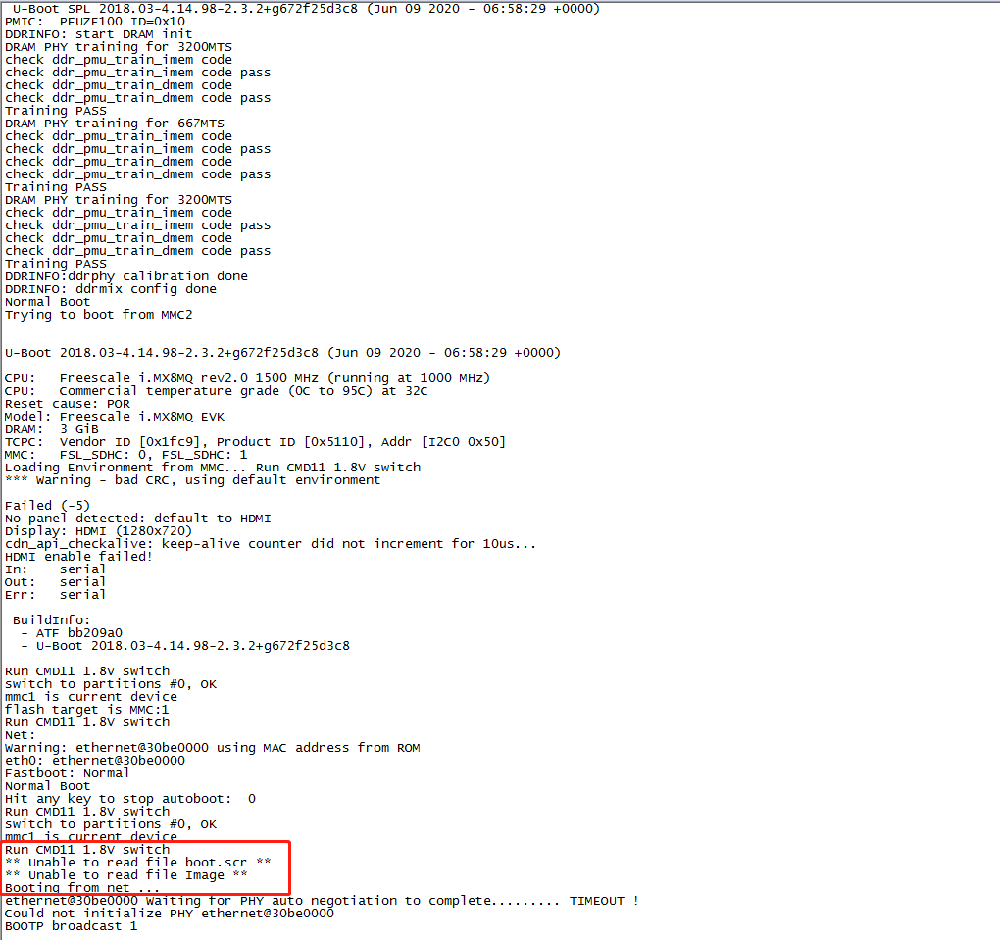 U-Boot SPL 2018.03-4.14.98-2.3.2+g672f25d3c8 (Jun 09 2020 - 06:58:29 +0000)
PMIC:  PFUZE100 ID=0x10
DDRINFO: start DRAM init
DRAM PHY training for 3200MTS
check ddr_pmu_train_imem code
check ddr_pmu_train_imem code pass
check ddr_pmu_train_dmem code
check ddr_pmu_train_dmem code pass
Training PASS
DRAM PHY training for 667MTS
check ddr_pmu_train_imem code
check ddr_pmu_train_imem code pass
check ddr_pmu_train_dmem code
check ddr_pmu_train_dmem code pass
Training PASS
DRAM PHY training for 3200MTS
check ddr_pmu_train_imem code
check ddr_pmu_train_imem code pass
check ddr_pmu_train_dmem code
check ddr_pmu_train_dmem code pass
Training PASS
DDRINFO:ddrphy calibration done
DDRINFO: ddrmix config done
Normal Boot
Trying to boot from MMC2
U-Boot 2018.03-4.14.98-2.3.2+g672f25d3c8 (Jun 09 2020 - 06:58:29 +0000)
CPU:   Freescale i.MX8MQ rev2.0 1500 MHz (running at 1000 MHz)
CPU:   Commercial temperature grade (0C to 95C) at 32C
Reset cause: POR
Model: Freescale i.MX8MQ EVK
DRAM:  3 GiB
TCPC:  Vendor ID [0x1fc9], Product ID [0x5110], Addr [I2C0 0x50]
MMC:   FSL_SDHC: 0, FSL_SDHC: 1
Loading Environment from MMC... Run CMD11 1.8V switch
*** Warning - bad CRC, using default environment
Failed (-5)
No panel detected: default to HDMI
Display: HDMI (1280x720)
cdn_api_checkalive: keep-alive counter did not increment for 10us...
HDMI enable failed!
In:    serial
Out:   serial
Err:   serial
BuildInfo:
- ATF bb209a0
- U-Boot 2018.03-4.14.98-2.3.2+g672f25d3c8
Run CMD11 1.8V switch
switch to partitions #0, OK
mmc1 is current device
flash target is MMC:1
Run CMD11 1.8V switch
Net:
Warning: ethernet@30be0000 using MAC address from ROM
eth0: ethernet@30be0000
Fastboot: Normal
Normal Boot
Hit any key to stop autoboot:  0
Run CMD11 1.8V switch
switch to partitions #0, OK
mmc1 is current device
Run CMD11 1.8V switch
** Unable to read file boot.scr **
** Unable to read file Image **
Booting from net ...
ethernet@30be0000 Waiting for PHY auto negotiation to complete......... TIMEOUT !
Could not initialize PHY ethernet@30be0000
BOOTP broadcast 1